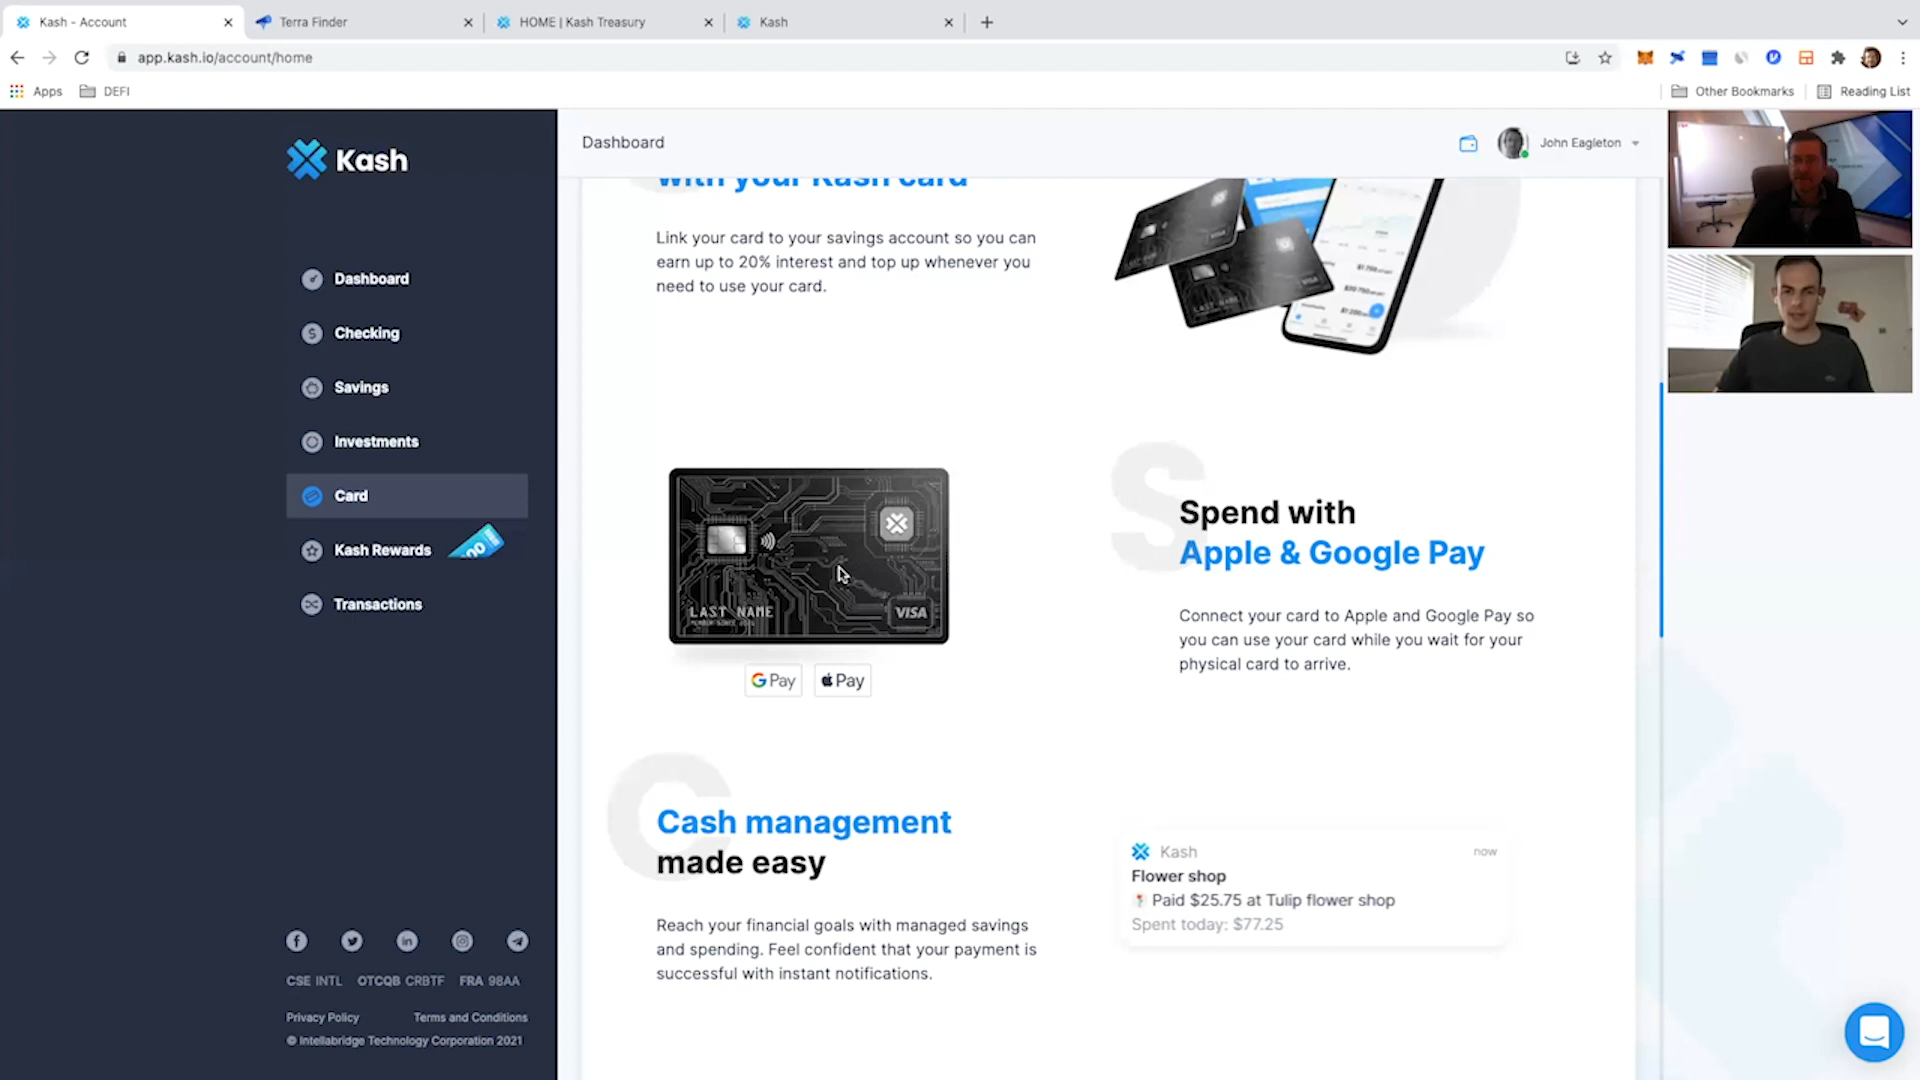 Kash - Account
Terra Finder
HOME | Kash Treasury
Kash
app.kash.io/account/home
Apps
DEFI
Other Bookmarks
Reading List
Kash
Dashboard
John Eagleton
with your Kash card
Link your card to your savings account so you can
earn up to 20% interest and top up whenever you
need to use your card.
Dashboard
Checking
Savings
Investments
Card
Kash Rewards
Transactions
LAST NAME
VISA
G Pay
Pay
S
Spend with
Apple & Google Pay
Connect your card to Apple and Google Pay so
you can use your card while you wait for your
physical card to arrive.
C
Cash management
made easy
Reach your financial goals with managed savings
and spending. Feel confident that your payment is
successful with instant notifications.
Kash
now
Flower shop
Paid $25.75 at Tulip flower shop
Spent today: $77.25
CSE INTL OTCQB CRBTF FRA 98AA
Privacy Policy
Terms and Conditions
© Intellabridge Technology Corporation 2021